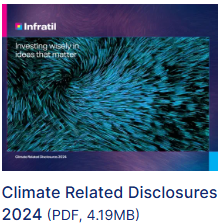 Infratil
Investing wisely in
ideas that matter
Climate Related Disclosures 2024
Climate Related Disclosures
2024 (PDF, 4.19MB)